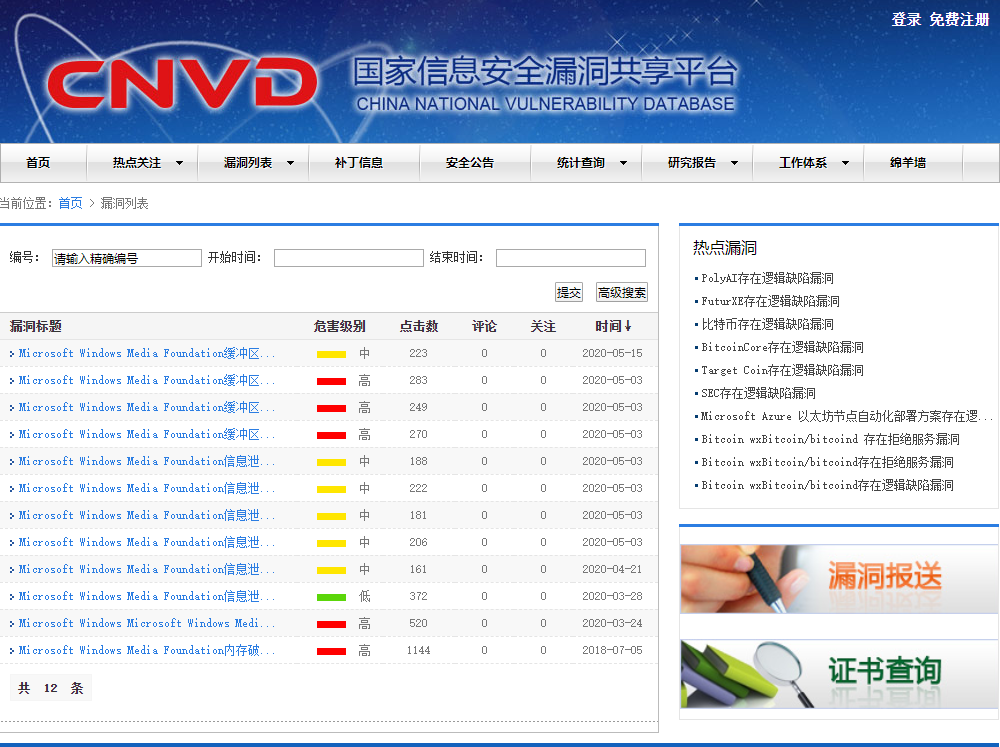 登录 免费注册
CNVD
国家信息安全漏洞共享平台
CHINA NATIONAL VULNERABILITY DATABASE
首页 热点关注 漏洞列表 补丁信息 安全公告 统计查询 研究报告 工作体系 绵羊墙
当前位置: 首页 > 漏洞列表
编号: 请输入精确编号 开始时间: 结束时间:
提交 高级搜索
漏洞标题 危害级别 点击数 评论 关注 时间↓
Microsoft Windows Media Foundation缓冲区... 中 223 0 0 2020-05-15
Microsoft Windows Media Foundation缓冲区... 高 283 0 0 2020-05-03
Microsoft Windows Media Foundation缓冲区... 高 249 0 0 2020-05-03
Microsoft Windows Media Foundation缓冲区... 高 270 0 0 2020-05-03
Microsoft Windows Media Foundation信息泄... 中 188 0 0 2020-05-03
Microsoft Windows Media Foundation信息泄... 中 222 0 0 2020-05-03
Microsoft Windows Media Foundation信息泄... 中 181 0 0 2020-05-03
Microsoft Windows Media Foundation信息泄... 中 206 0 0 2020-05-03
Microsoft Windows Media Foundation信息泄... 中 161 0 0 2020-04-21
Microsoft Windows Media Foundation信息泄... 低 372 0 0 2020-03-28
Microsoft Windows Microsoft Windows Medi... 高 520 0 0 2020-03-24
Microsoft Windows Media Foundation内存破... 高 1144 0 0 2018-07-05
共 12 条
热点漏洞
PolyAI存在逻辑缺陷漏洞
FuturXE存在逻辑缺陷漏洞
比特币存在逻辑缺陷漏洞
BitcoinCore存在逻辑缺陷漏洞
Target Coin存在逻辑缺陷漏洞
SEC存在逻辑缺陷漏洞
Microsoft Azure 以太坊节点自动化部署方案存在逻...
Bitcoin wxBitcoin/bitcoind 存在拒绝服务漏洞
Bitcoin wxBitcoin/bitcoind存在拒绝服务漏洞
Bitcoin wxBitcoin/bitcoind存在逻辑缺陷漏洞
漏洞报送
证书查询